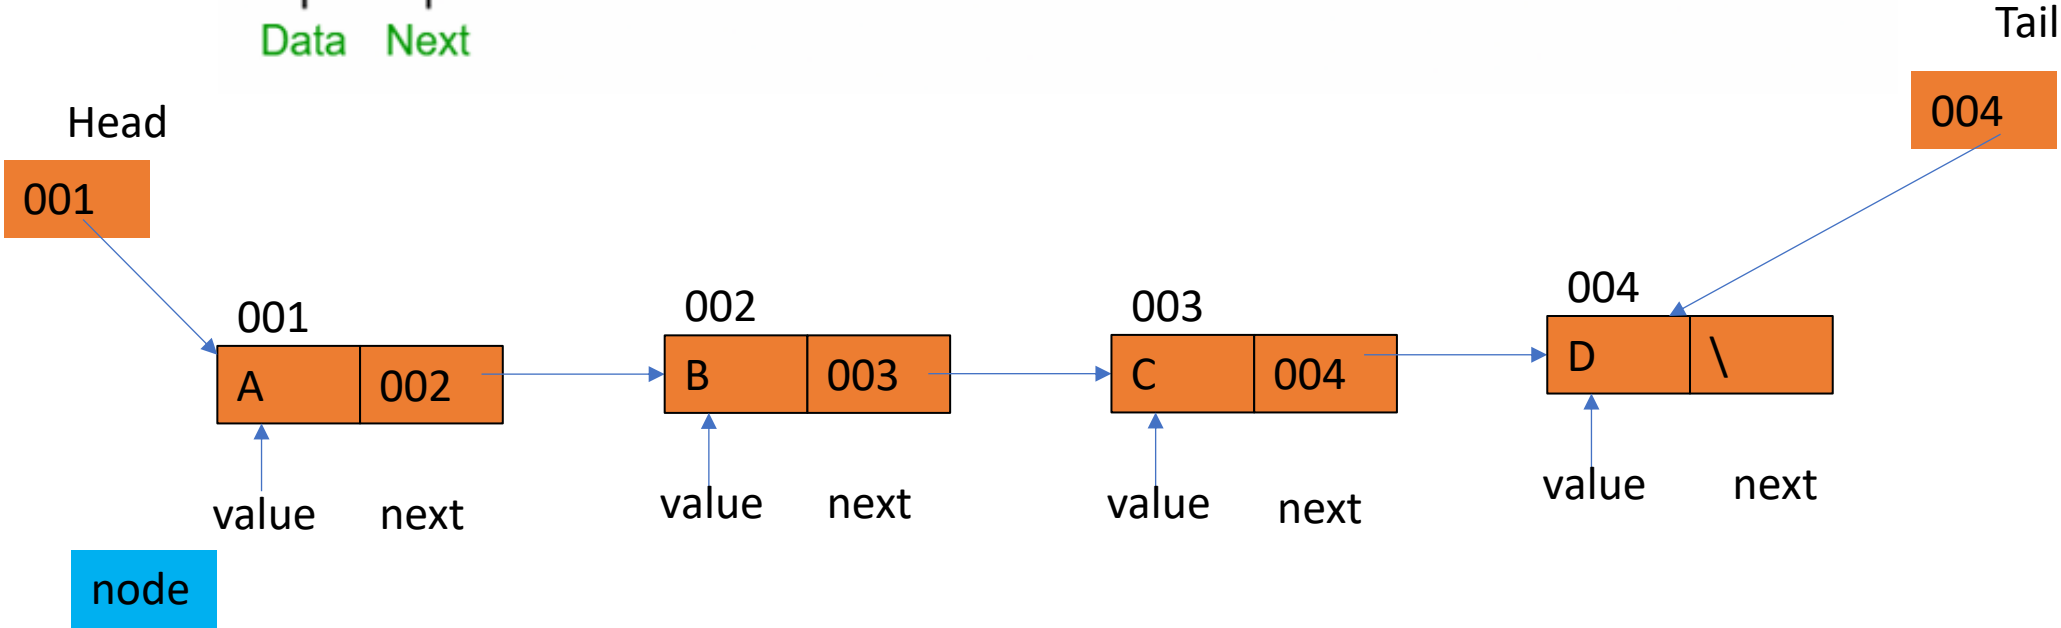 Data Next
Tail
004
Head
001
001
002
003
004
A 002
B 003
C 004
D \
value next
value next
value next
value next
node